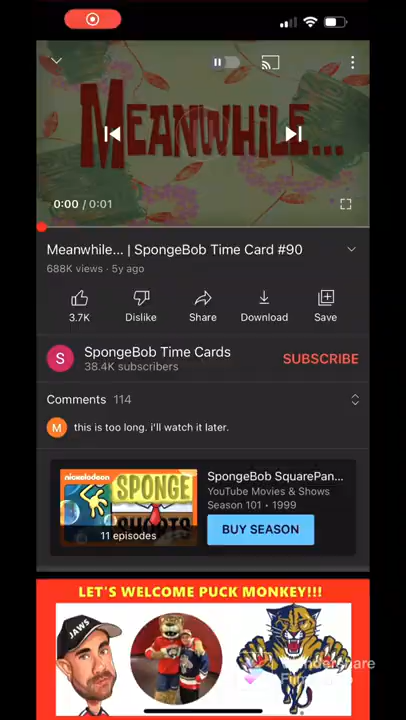 MEANWHILE...
0:00 / 0:01
Meanwhile... | SpongeBob Time Card #90
688K views · 5y ago
3.7K
Dislike
Share
Download
Save
S
SpongeBob Time Cards
38.4K subscribers
SUBSCRIBE
Comments 114
M
this is too long. i'll watch it later.
nickelodeon
SPONGE
SHORTS
11 episodes
SpongeBob SquarePan...
YouTube Movies & Shows
Season 101 • 1999
BUY SEASON
LET'S WELCOME PUCK MONKEY!!!
JAWS
Wondershare